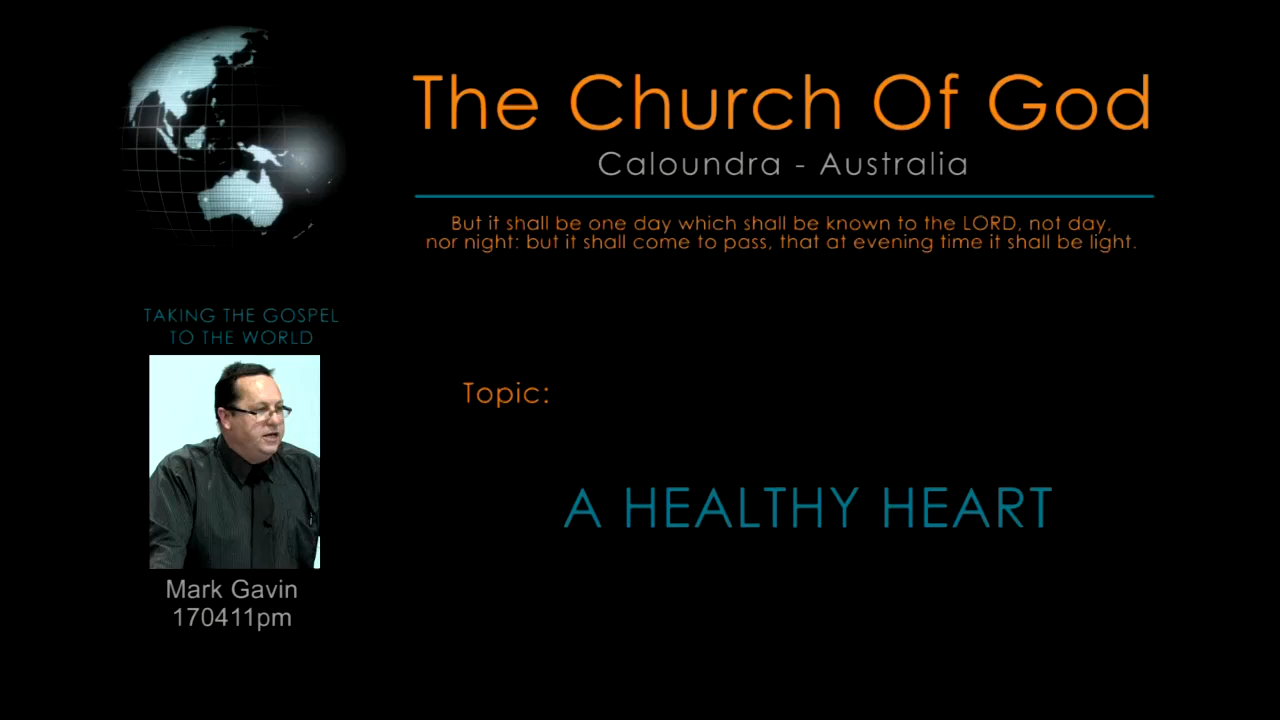 The Church Of God
Caloundra - Australia
But it shall be one day which shall be known to the LORD, not day,
nor night: but it shall come to pass, that at evening time it shall be light.
TAKING THE GOSPEL
TO THE WORLD
Topic:
A HEALTHY HEART
Mark Gavin
170411pm